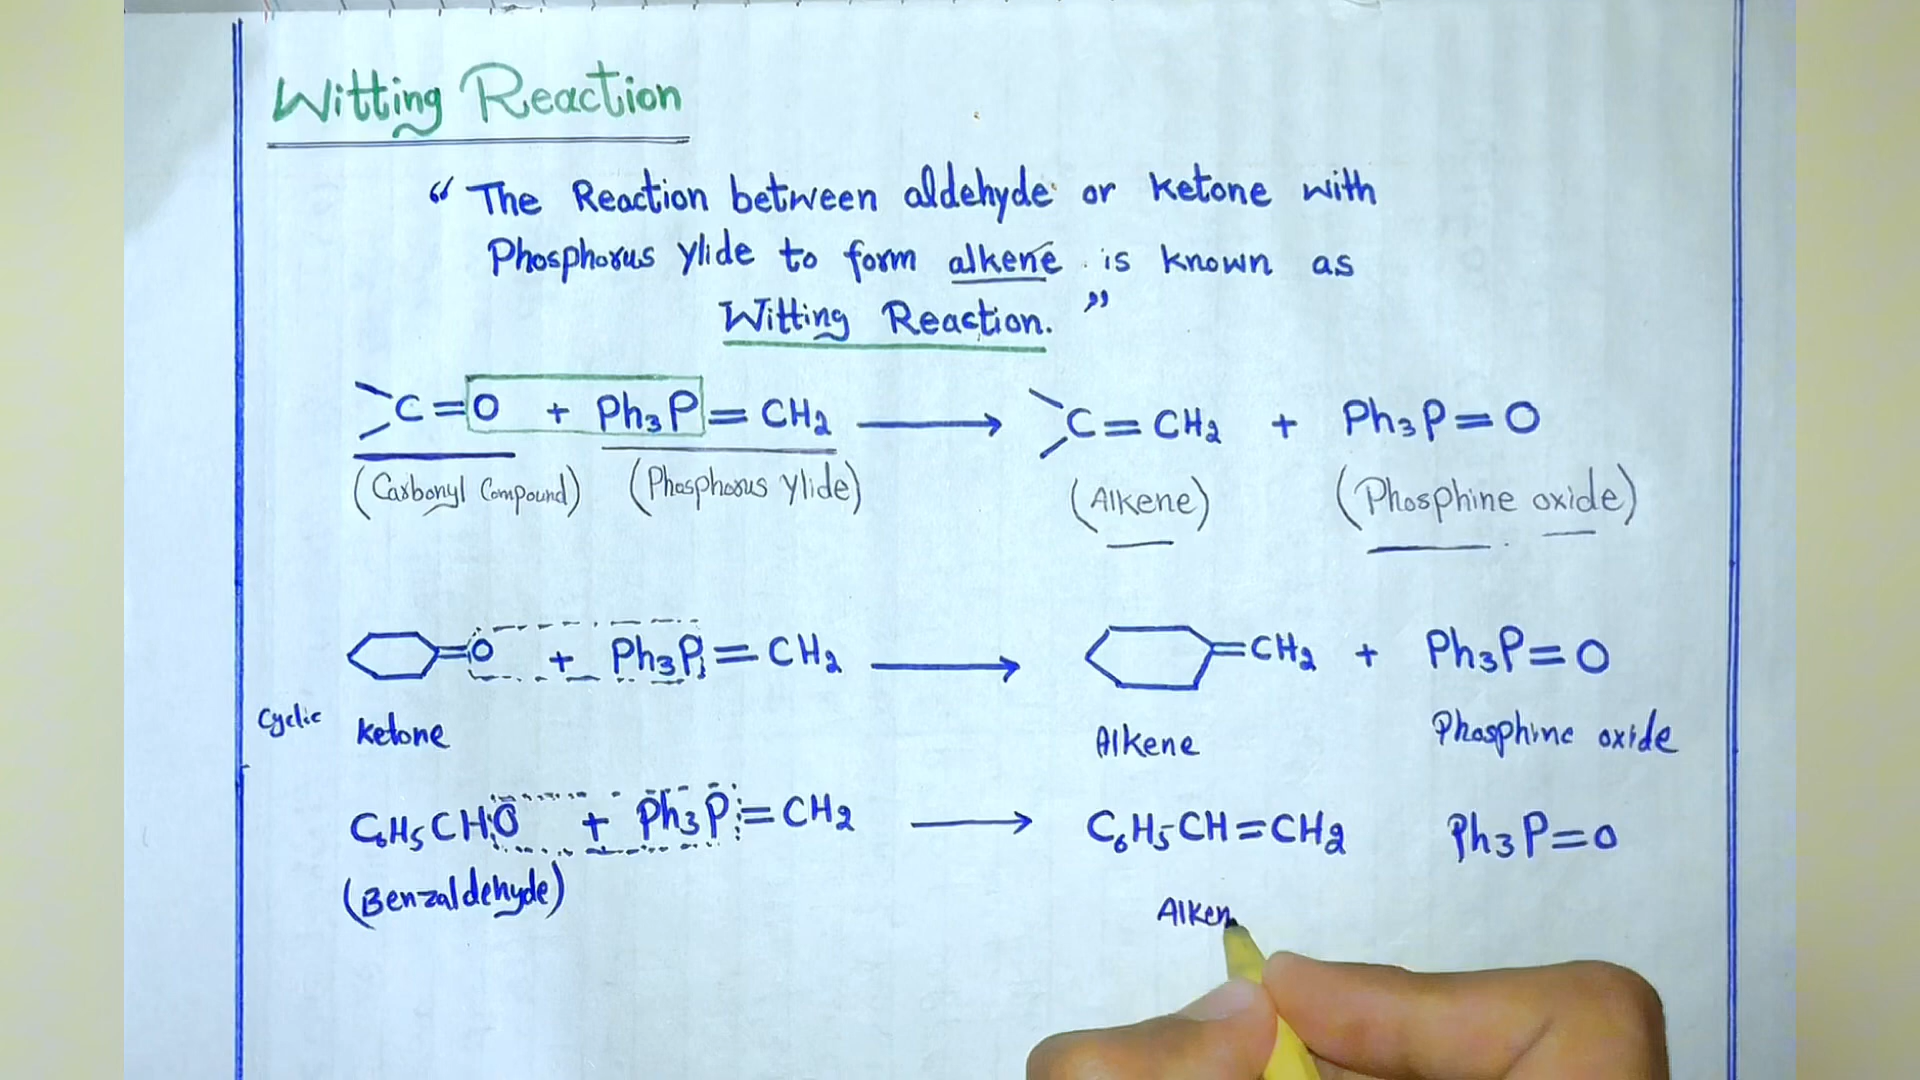 Witting Reaction
“ The Reaction between aldehyde or ketone with
Phosphorus ylide to form alkene is known as
Witting Reaction. ”
C=O + Ph₃P=CH₂ ⟶ C=CH₂ + Ph₃P=O
(Carbonyl Compound) (Phosphorus ylide) (Alkene) (Phosphine oxide)
=O + Ph₃P=CH₂ ⟶ =CH₂ + Ph₃P=O
Cyclic ketone Alkene Phosphine oxide
C₆H₅CHO + Ph₃P=CH₂ ⟶ C₆H₅CH=CH₂ Ph₃P=O
(Benzaldehyde) Alken